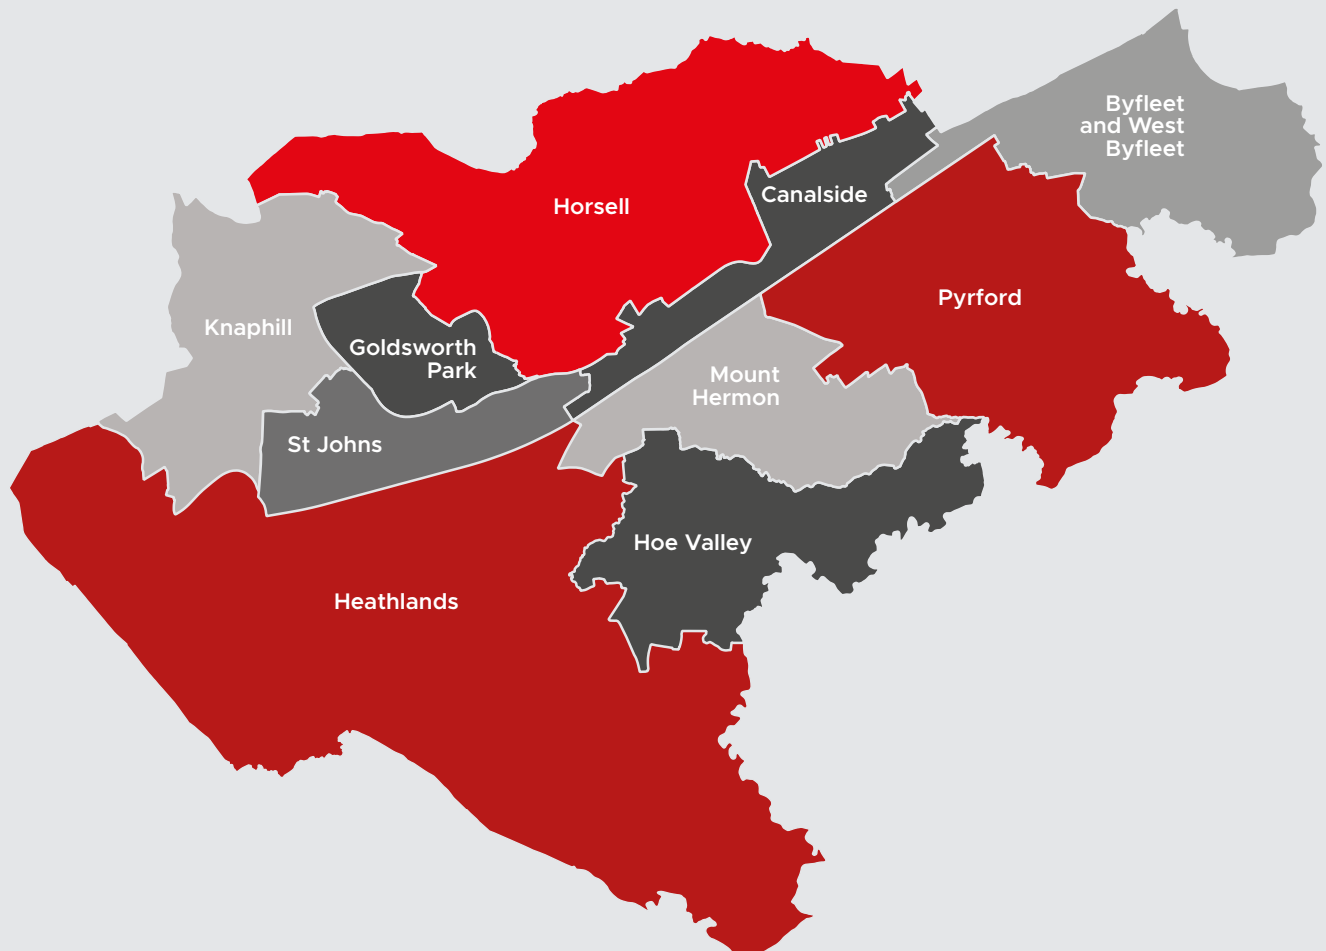 Byfleet
and West
Byfleet
Canalside
Horsell
Pyrford
Knaphill
Goldsworth
Park
Mount
Hermon
St Johns
Hoe Valley
Heathlands